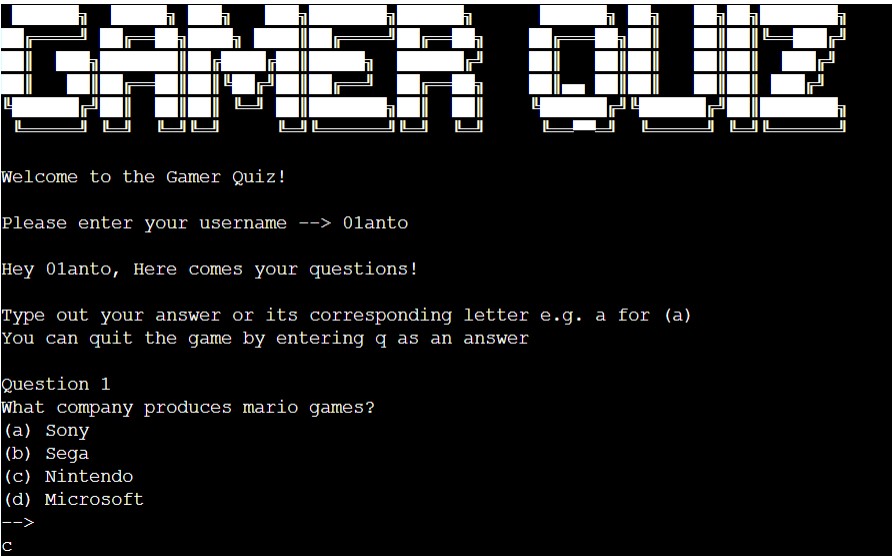 GAMER QUIZ
Welcome to the Gamer Quiz!
Please enter your username --> 01anto
Hey 01anto, Here comes your questions!
Type out your answer or its corresponding letter e.g. a for (a)
You can quit the game by entering q as an answer
Question 1
What company produces mario games?
(a) Sony
(b) Sega
(c) Nintendo
(d) Microsoft
-->
c